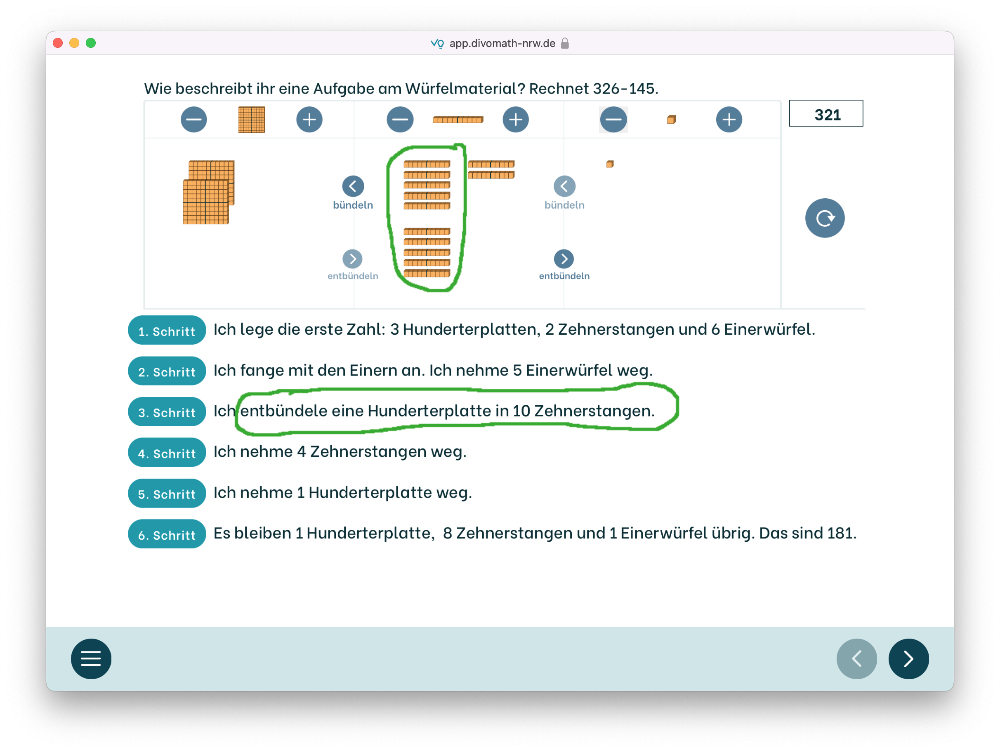 app.divomath-nrw.de
Wie beschreibt ihr eine Aufgabe am Würfelmaterial? Rechnet 326-145.
321
bündeln
bündeln
entbündeln
entbündeln
1. Schritt Ich lege die erste Zahl: 3 Hunderterplatten, 2 Zehnerstangen und 6 Einerwürfel.
2. Schritt Ich fange mit den Einern an. Ich nehme 5 Einerwürfel weg.
3. Schritt Ich entbündele eine Hunderterplatte in 10 Zehnerstangen.
4. Schritt Ich nehme 4 Zehnerstangen weg.
5. Schritt Ich nehme 1 Hunderterplatte weg.
6. Schritt Es bleiben 1 Hunderterplatte, 8 Zehnerstangen und 1 Einerwürfel übrig. Das sind 181.